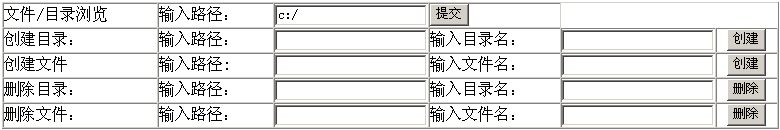 文件/目录浏览 输入路径： c:/ 提交
创建目录： 输入路径： 输入目录名： 创建
创建文件 输入路径: 输入文件名： 创建
删除目录： 输入路径： 输入目录名： 删除
删除文件： 输入路径： 输入文件名： 删除